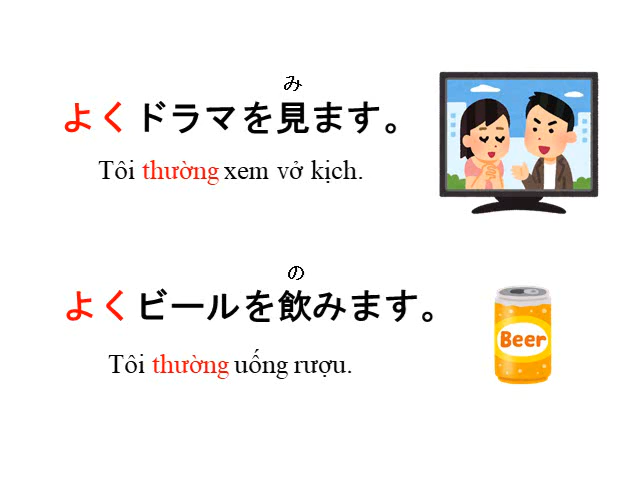 み
よくドラマを見ます。
Tôi thường xem vở kịch.
の
よくビールを飲みます。
Beer
Tôi thường uống rượu.